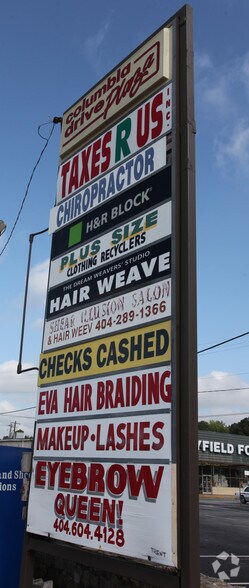 columbia
drive plaza
TAXES R US INC.
CHIROPRACTOR
H&R BLOCK
PLUS SIZE
CLOTHING RECYCLERS
THE DREAM WEAVERS' STUDIO
HAIR WEAVE
SHEAR ILLUSION SALON
& HAIR WEEV 404-289-1366
CHECKS CASHED
EVA HAIR BRAIDING
MAKEUP·LASHES
EYEBROW
QUEEN!
404.604.4128